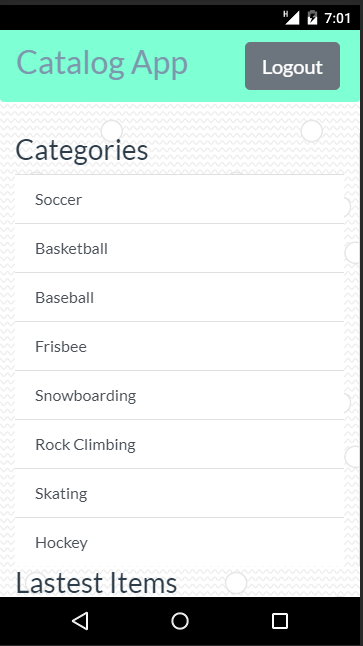 H 7:01
Catalog App
Logout
Categories
Soccer
Basketball
Baseball
Frisbee
Snowboarding
Rock Climbing
Skating
Hockey
Lastest Items